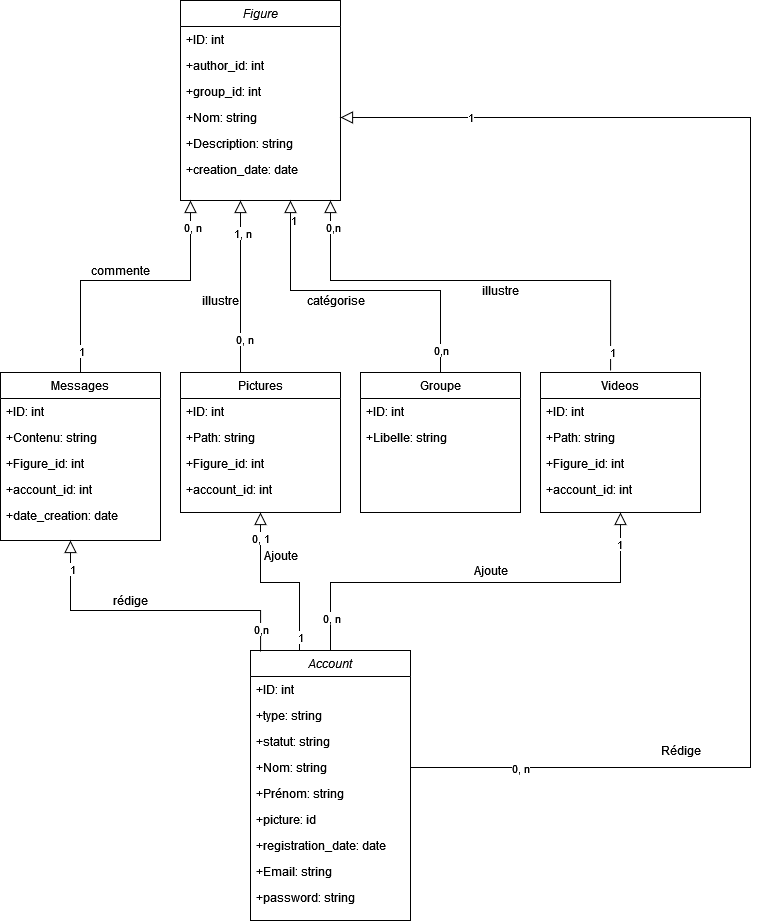 Figure
+ID: int
+author_id: int
+group_id: int
+Nom: string
+Description: string
+creation_date: date
1
0, n
1, n
1
0,n
commente
illustre
catégorise
illustre
1
0, n
0,n
1
Messages
+ID: int
+Contenu: string
+Figure_id: int
+account_id: int
+date_creation: date
Pictures
+ID: int
+Path: string
+Figure_id: int
+account_id: int
Groupe
+ID: int
+Libelle: string
Videos
+ID: int
+Path: string
+Figure_id: int
+account_id: int
1
rédige
0,n
0, 1
Ajoute
1
1
Ajoute
0, n
Account
+ID: int
+type: string
+statut: string
+Nom: string
+Prénom: string
+picture: id
+registration_date: date
+Email: string
+password: string
Rédige
0, n